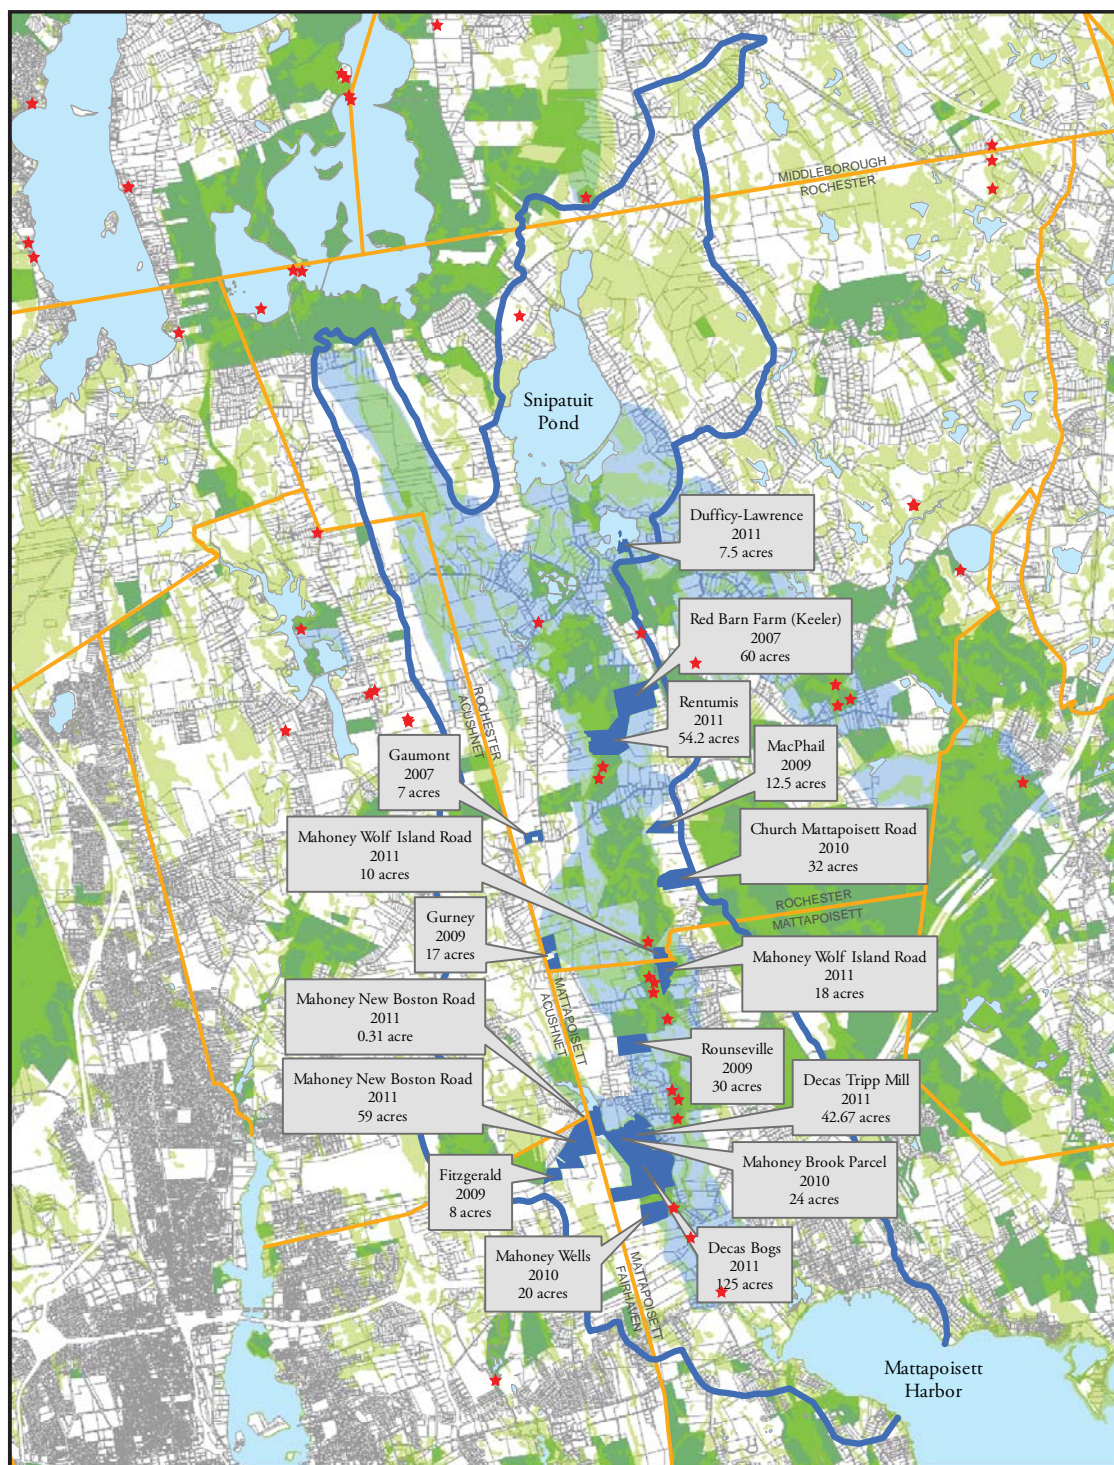 MIDDLEBOROUGH
ROCHESTER
Snipatuit
Pond
Dufficy-Lawrence
2011
7.5 acres
Red Barn Farm (Keeler)
2007
60 acres
ROCHESTER
ACUSHNET
Rentumis
2011
54.2 acres
Gaumont
2007
7 acres
MacPhail
2009
12.5 acres
Mahoney Wolf Island Road
2011
10 acres
Church Mattapoisett Road
2010
32 acres
ROCHESTER
MATTAPOISETT
Gurney
2009
17 acres
Mahoney Wolf Island Road
2011
18 acres
MATTAPOISETT
ACUSHNET
Mahoney New Boston Road
2011
0.31 acre
Rounseville
2009
30 acres
Mahoney New Boston Road
2011
59 acres
Decas Tripp Mill
2011
42.67 acres
Mahoney Brook Parcel
2010
24 acres
Fitzgerald
2009
8 acres
Mahoney Wells
2010
20 acres
Decas Bogs
2011
125 acres
MATTAPOISETT
FAIRHAVEN
Mattapoisett
Harbor